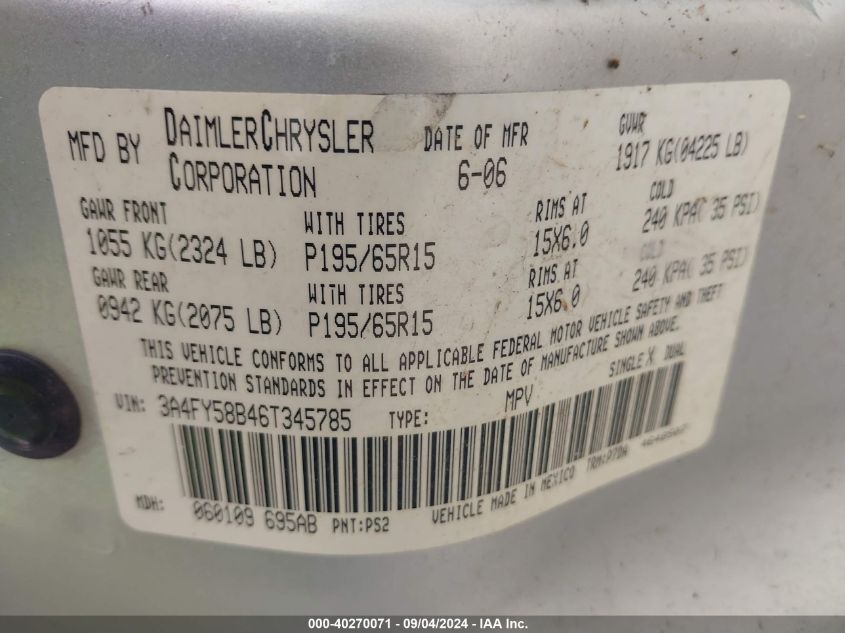 MFD BY DAIMLERCHRYSLER CORPORATION DATE OF MFR 6-06 GVWR 1917 KG(04225 LB)
GAWR FRONT WITH TIRES RIMS AT COLD
1055 KG(2324 LB) P195/65R15 15X6.0 240 KPA( 35 PSI)
GAWR REAR WITH TIRES RIMS AT COLD
0942 KG(2075 LB) P195/65R15 15X6.0 240 KPA( 35 PSI)
THIS VEHICLE CONFORMS TO ALL APPLICABLE FEDERAL MOTOR VEHICLE SAFETY AND THEFT
PREVENTION STANDARDS IN EFFECT ON THE DATE OF MANUFACTURE SHOWN ABOVE.
VIN: 3A4FY58B46T345785 TYPE: MPV SINGLE X DUAL
MDH: 060109 695AB PNT:PS2 VEHICLE MADE IN MEXICO TRM:P7DA
000-40270071 - 09/04/2024 - IAA Inc.